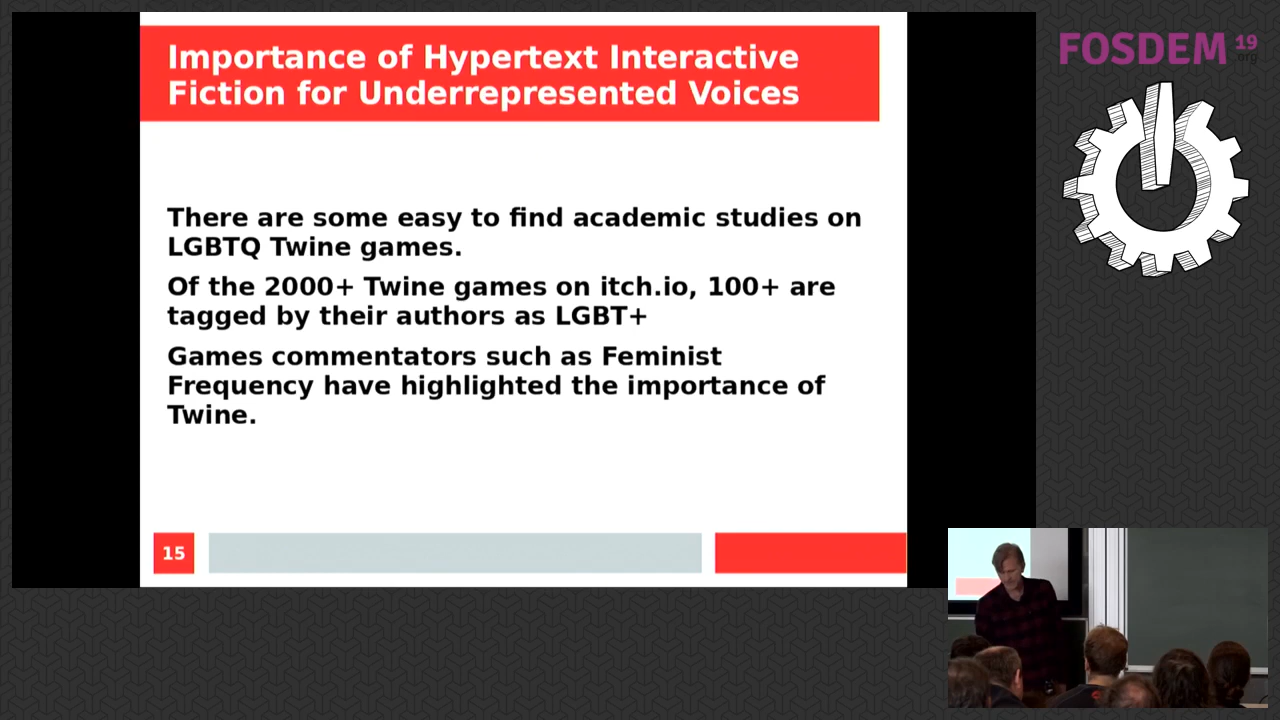 Importance of Hypertext Interactive
Fiction for Underrepresented Voices
There are some easy to find academic studies on
LGBTQ Twine games.
Of the 2000+ Twine games on itch.io, 100+ are
tagged by their authors as LGBT+
Games commentators such as Feminist
Frequency have highlighted the importance of
Twine.
15
FOSDEM 19
.org